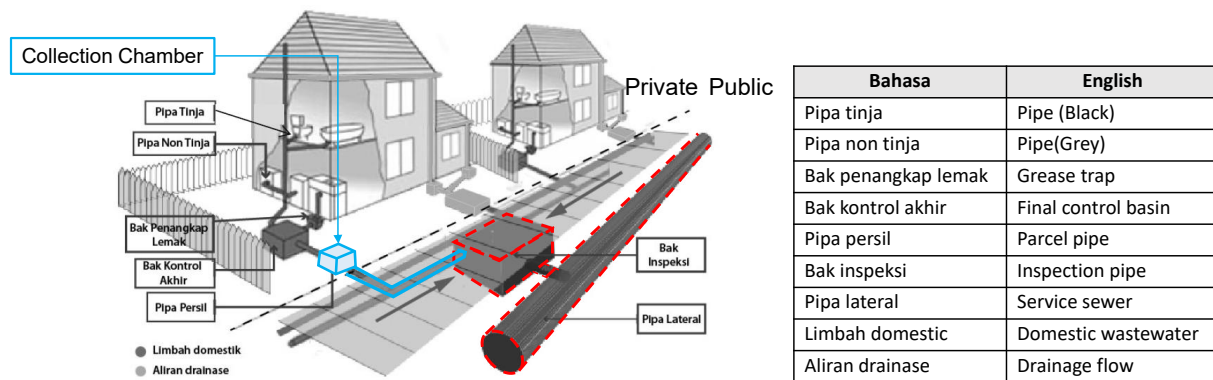 Collection Chamber
Private Public
Pipa Tinja
Pipa Non Tinja
Bak Penangkap
Lemak
Bak Kontrol
Akhir
Pipa Persil
Bak
Inspeksi
Pipa Lateral
Limbah domestik
Aliran drainase
Bahasa English
Pipa tinja Pipe (Black)
Pipa non tinja Pipe(Grey)
Bak penangkap lemak Grease trap
Bak kontrol akhir Final control basin
Pipa persil Parcel pipe
Bak inspeksi Inspection pipe
Pipa lateral Service sewer
Limbah domestic Domestic wastewater
Aliran drainase Drainage flow